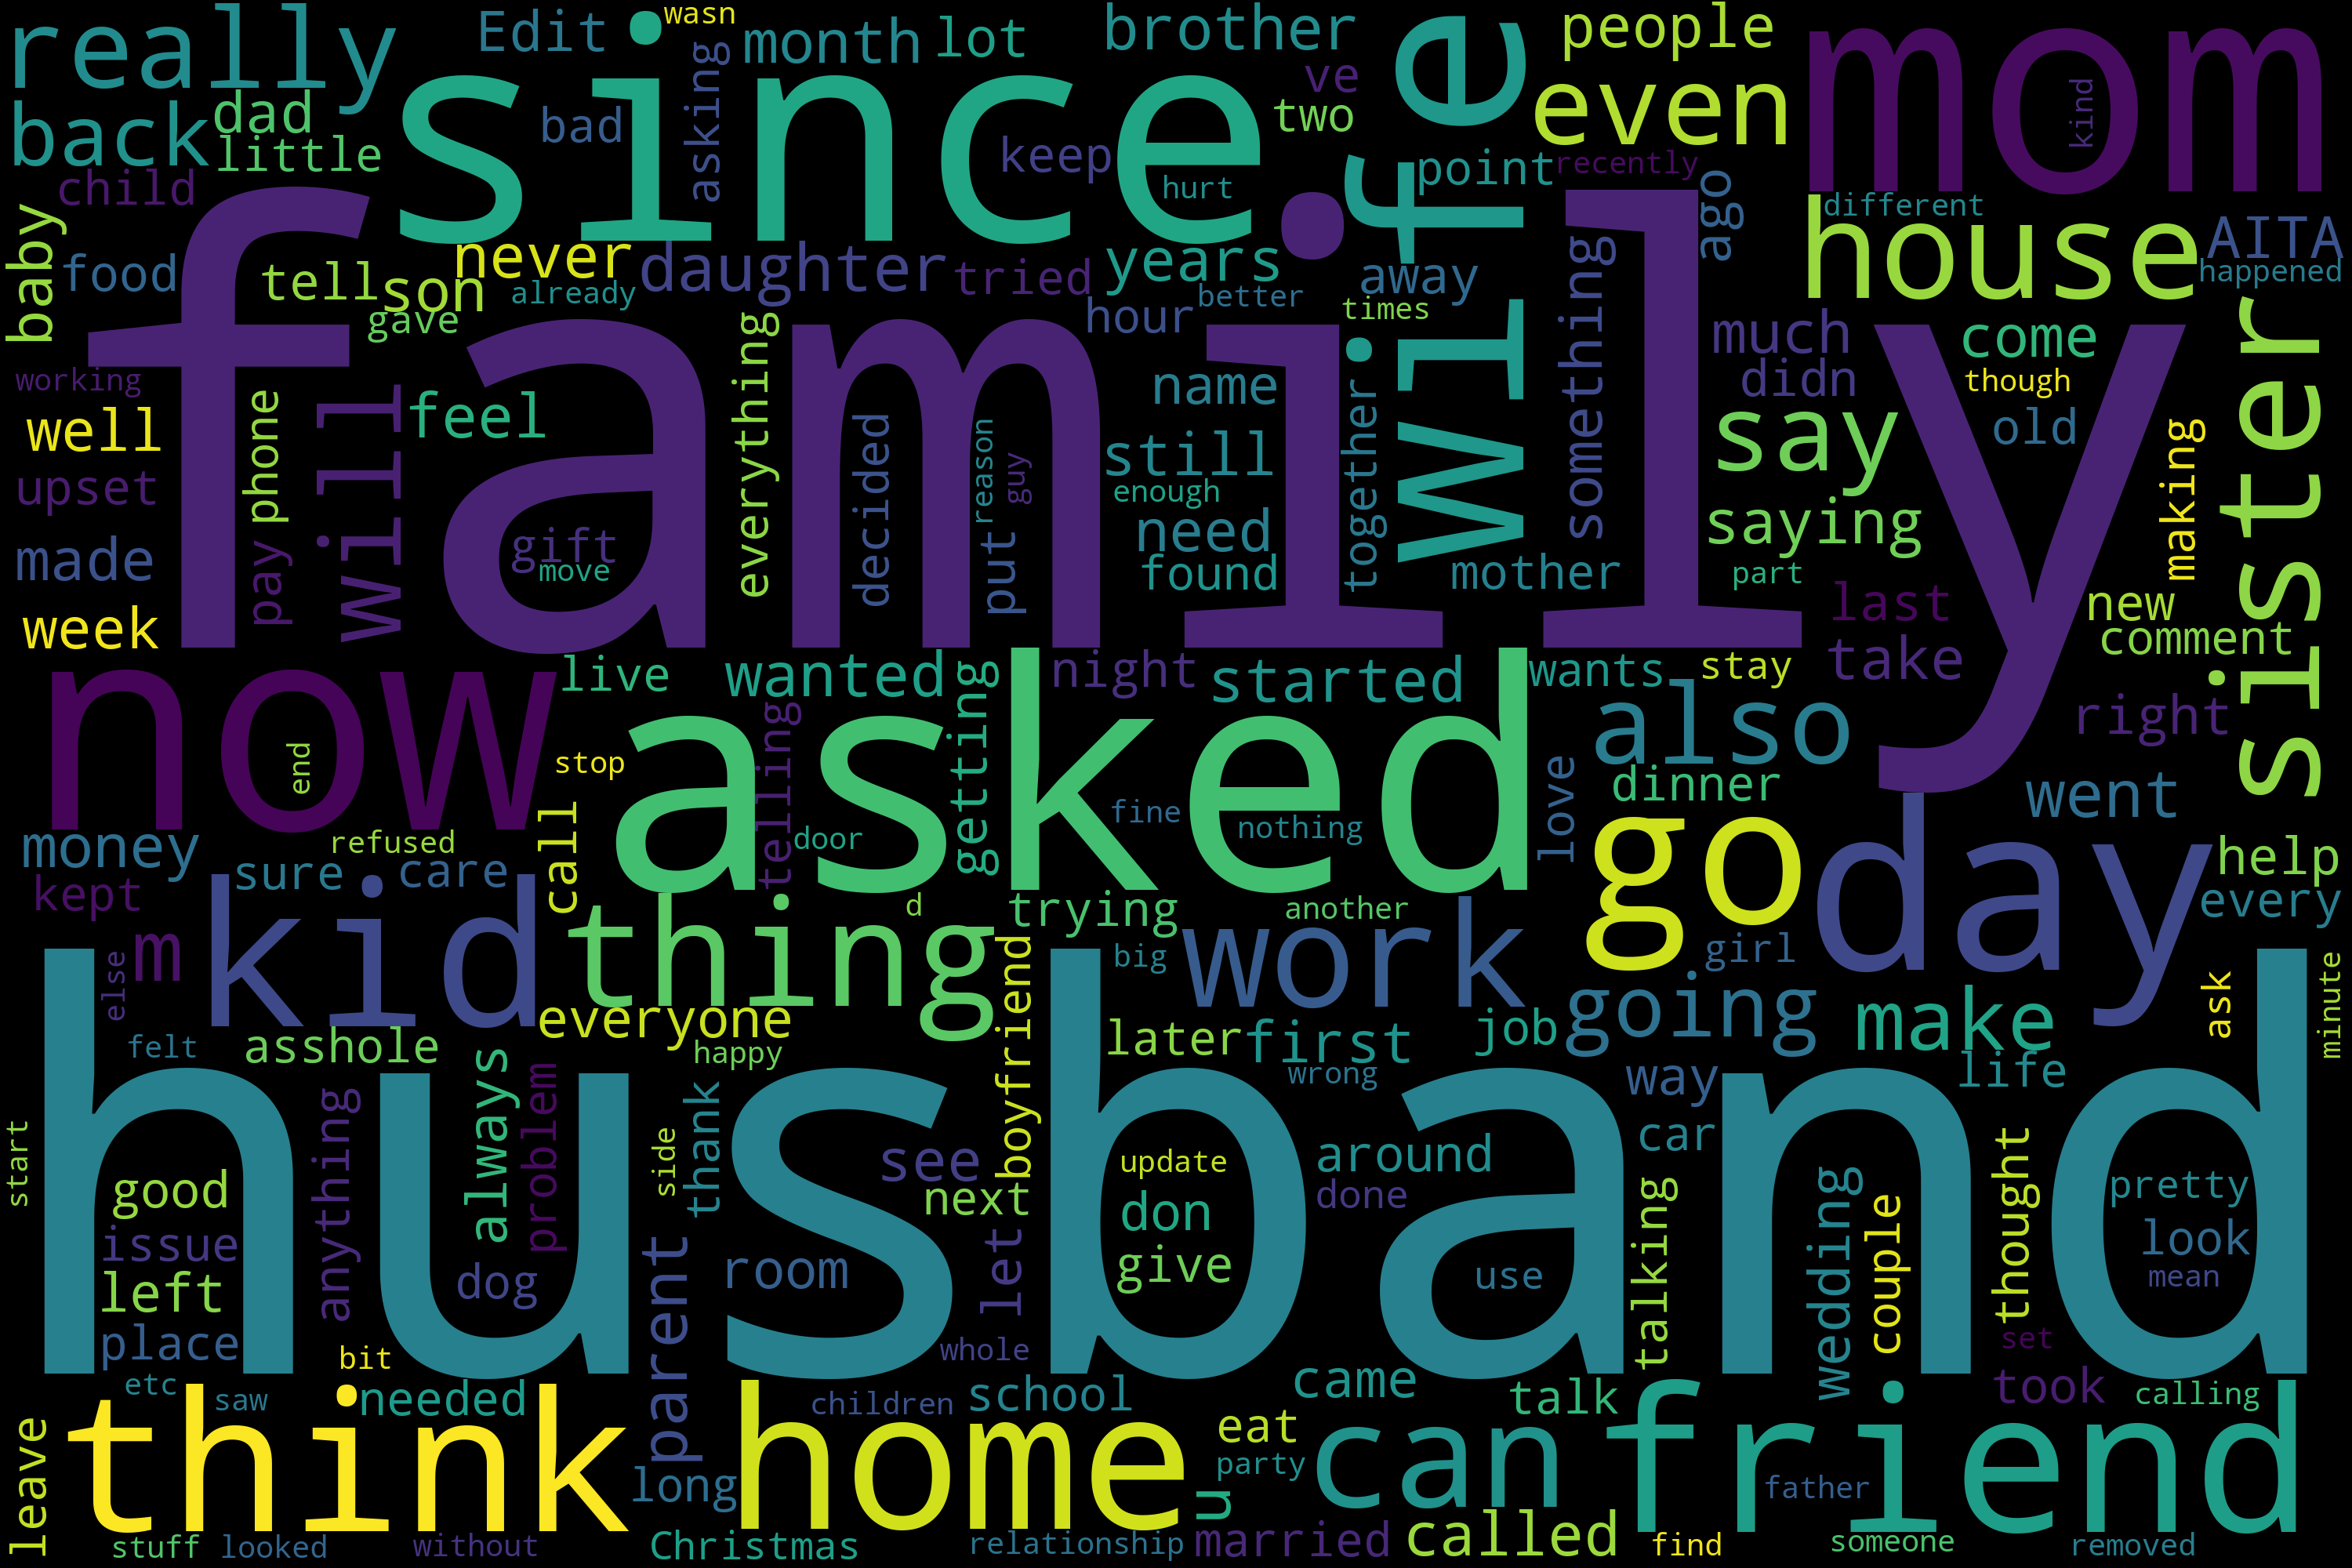 really
Edit
wasn
month
lot
brother
people
mom
since
wife
back
dad
little
bad
asking
keep
ve
two
even
kind
child
hurt
point
recently
ago
different
house
AITA
happened
baby
food
tell
son
never
already
daughter
tried
years
hour
better
away
times
something
much
come
sister
gave
family
working
well
phone
will
feel
everything
decided
reason
guy
name
still
enough
together
didn
though
old
say
making
upset
pay
gift
move
put
need
found
mother
saying
part
made
week
last
new
take
comment
now
live
wanted
getting
night
started
wants
stay
also
right
end
stop
telling
asked
fine
nothing
love
dinner
went
money
refused
call
door
go
day
help
kept
sure
care
every
m
kid
thing
d
trying
another
work
girl
else
everyone
boyfriend
big
going
make
ask
minute
felt
asshole
happy
later
first
wrong
job
way
life
husband
start
good
anything
always
problem
side
thank
see
next
update
don
give
around
done
car
talking
wedding
couple
thought
pretty
look
mean
issue
left
dog
parent
room
let
use
place
bit
whole
set
etc
saw
needed
children
school
came
talk
took
calling
leave
think
home
eat
party
can
friend
father
long
u
stuff
looked
without
Christmas
relationship
married
called
find
someone
removed